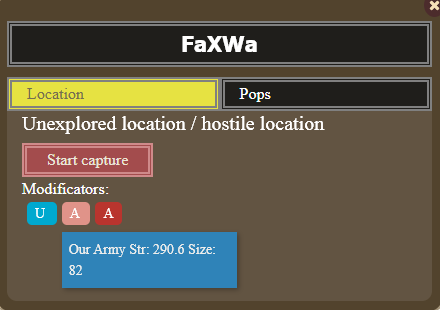 FaXWa
Location
Pops
Unexplored location / hostile location
Start capture
Modificators:
U A A
Our Army Str: 290.6 Size:
82